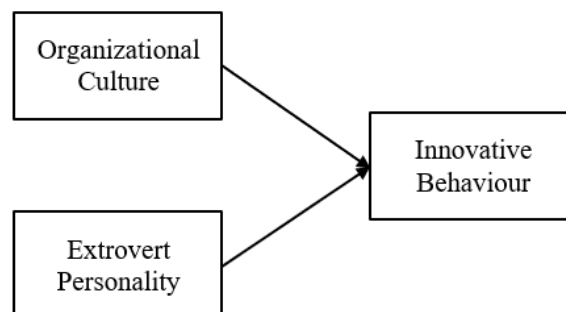 Organizational
Culture
Innovative
Behaviour
Extrovert
Personality